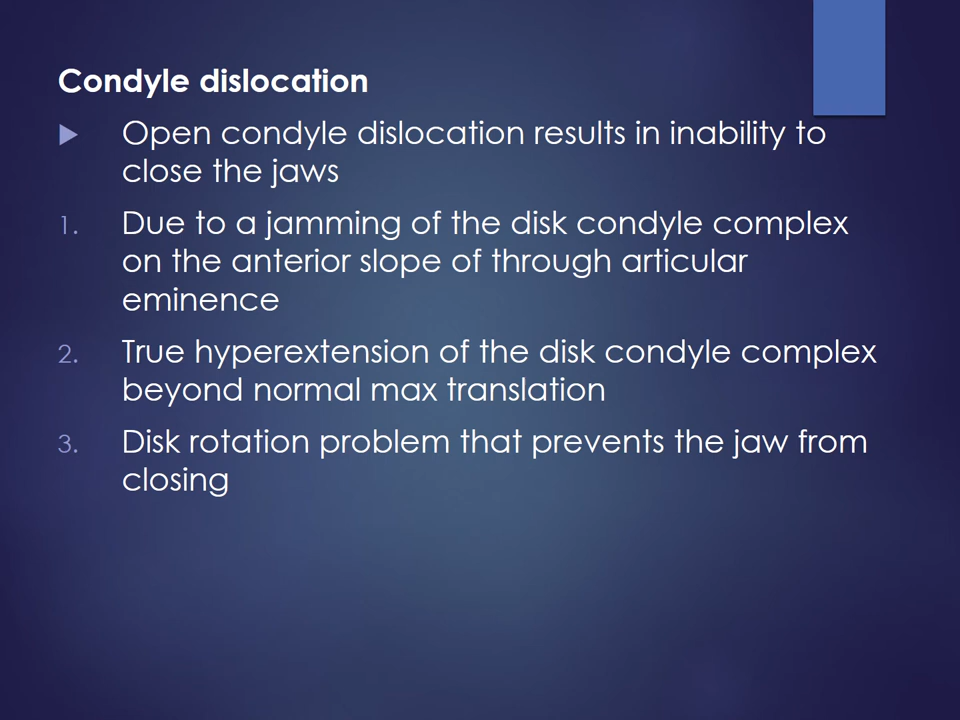 Condyle dislocation
Open condyle dislocation results in inability to
close the jaws
1. Due to a jamming of the disk condyle complex
on the anterior slope of through articular
eminence
2. True hyperextension of the disk condyle complex
beyond normal max translation
3. Disk rotation problem that prevents the jaw from
closing